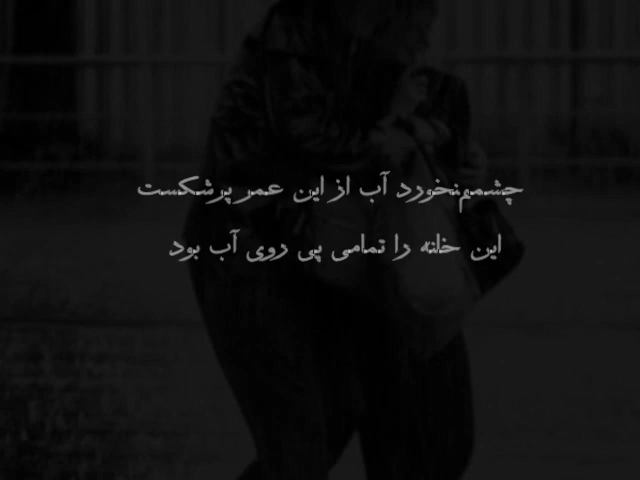 چشمم‌نخورد آب از این عمر پرشکست
این خانه را تمامی پی روی آب بود